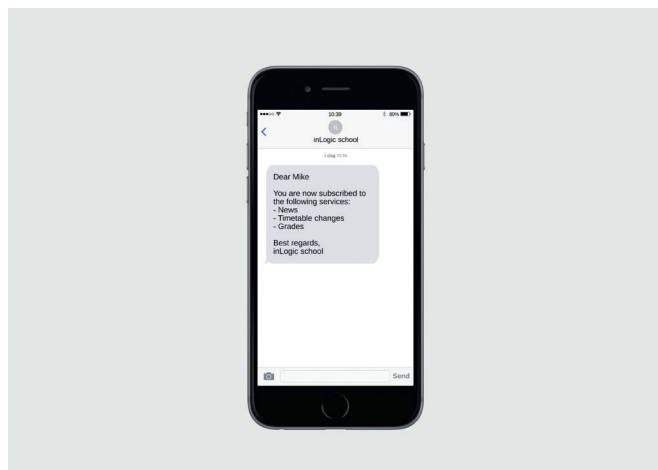 10:39
80%
IL
inLogic school
Dear Mike
You are now subscribed to
the following services:
- News
- Timetable changes
- Grades
Best regards,
inLogic school
Send